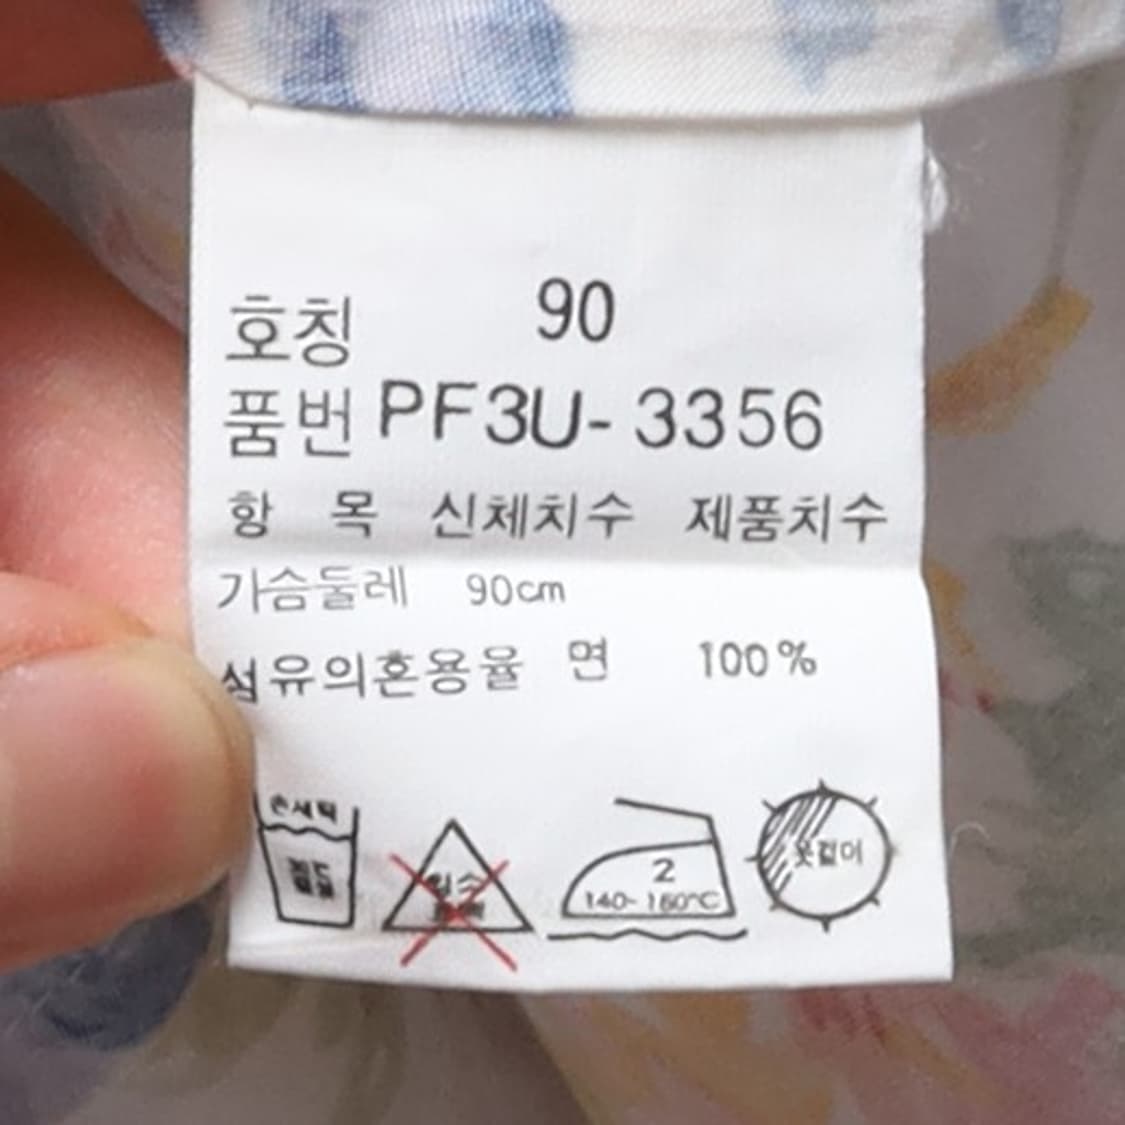 호칭 90
품번 PF3U-3356
항 목 신체치수 제품치수
가슴둘레 90cm
섬유의혼용율 면 100%
손세탁
2
140-160℃
옷걸이